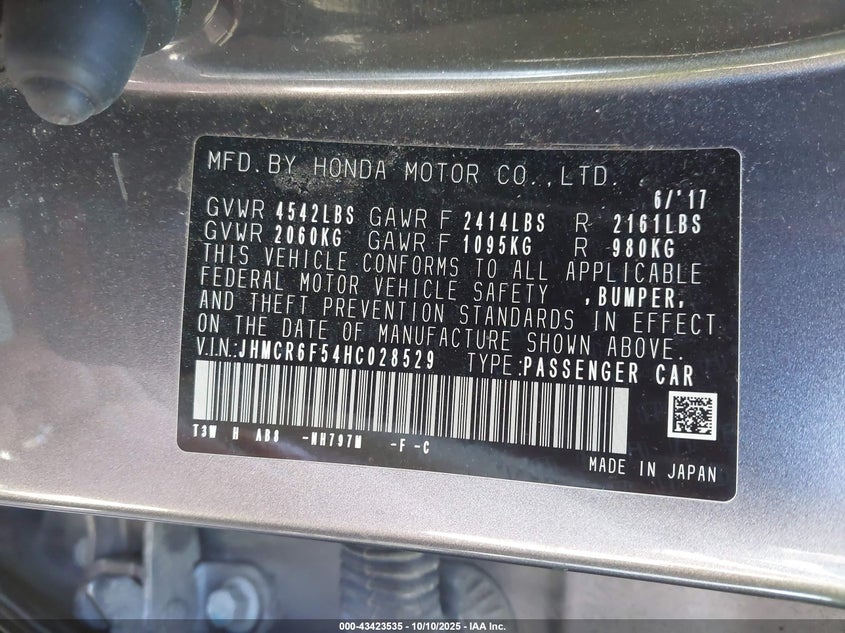 MFD. BY HONDA MOTOR CO., LTD. 6/'17
GVWR 4542LBS GAWR F 2414LBS R 2161LBS
GVWR 2060KG GAWR F 1095KG R 980KG
THIS VEHICLE CONFORMS TO ALL APPLICABLE
FEDERAL MOTOR VEHICLE SAFETY ,BUMPER,
AND THEFT PREVENTION STANDARDS IN EFFECT
ON THE DATE OF MANUFACTURE SHOWN ABOVE.
V.I.N.:JHMCR6F54HC028529 TYPE:PASSENGER CAR
T3W H AB8 -NH797M -F -C
MADE IN JAPAN
000-43423535 - 10/10/2025 - © IAA Inc.